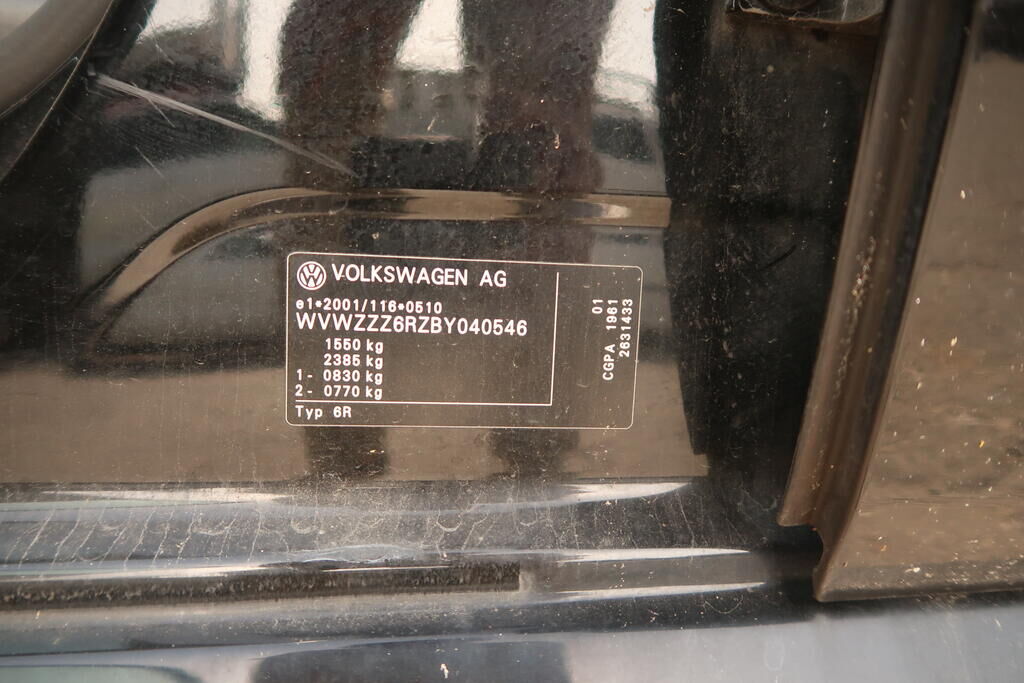 VOLKSWAGEN AG
e1*2001/116*0510
WVWZZZ6RZBY040546
1550 kg
2385 kg
1- 0830 kg
2- 0770 kg
Typ 6R
01
CGPA 1961
2631433